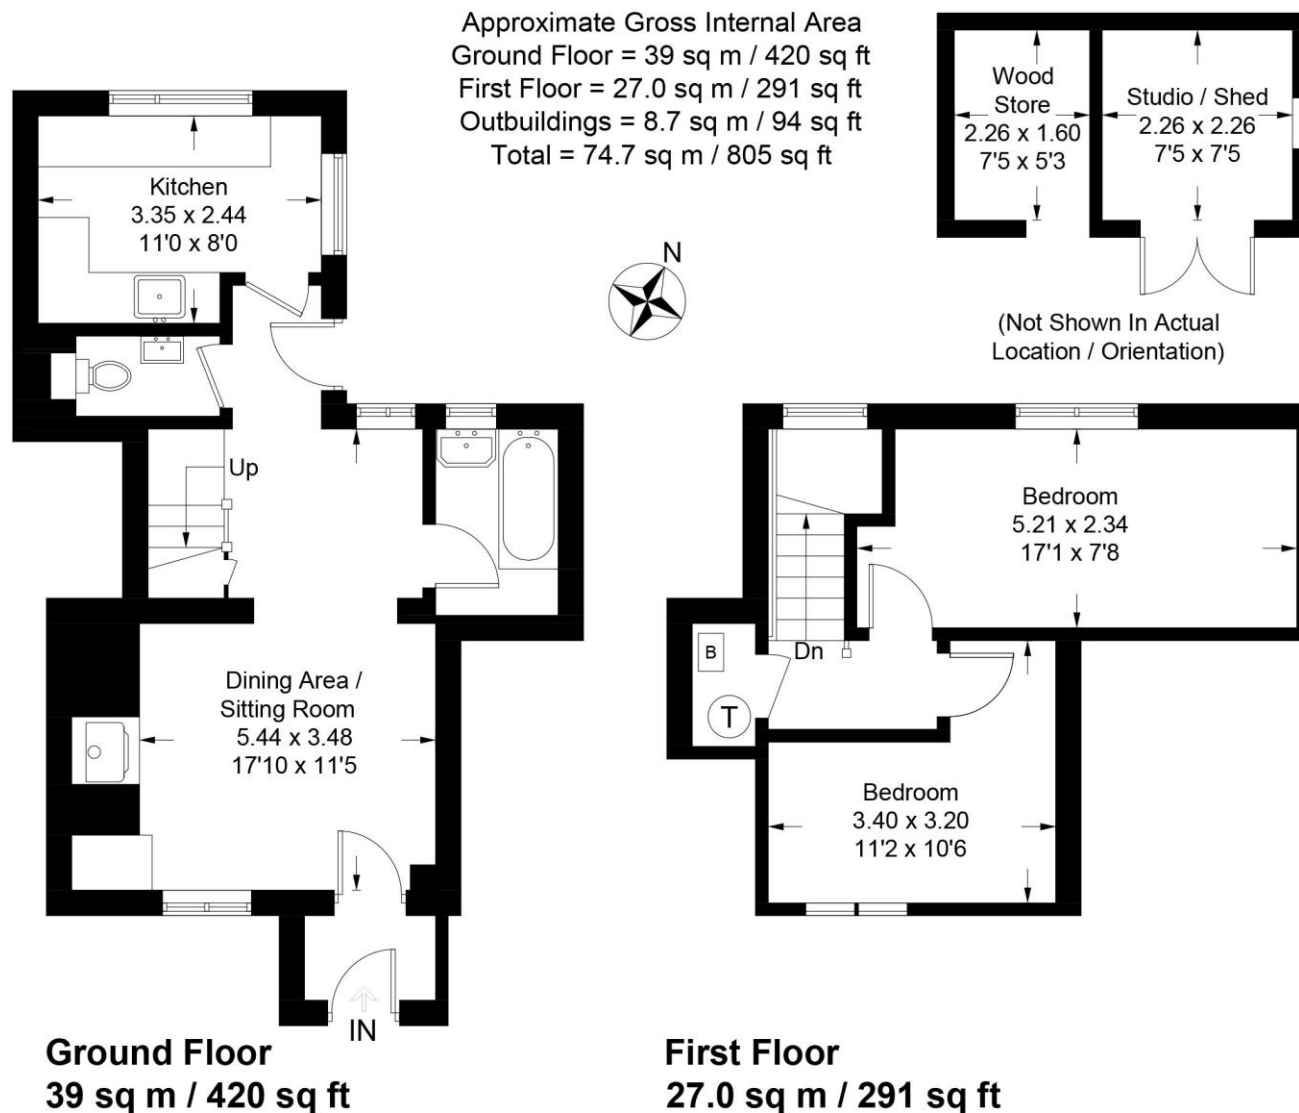 Approximate Gross Internal Area
Ground Floor = 39 sq m / 420 sq ft
First Floor = 27.0 sq m / 291 sq ft
Outbuildings = 8.7 sq m / 94 sq ft
Total = 74.7 sq m / 805 sq ft
Wood
Store
2.26 x 1.60
7'5 x 5'3
Studio / Shed
2.26 x 2.26
7'5 x 7'5
(Not Shown In Actual
Location / Orientation)
N
Kitchen
3.35 x 2.44
11'0 x 8'0
Up
Dining Area /
Sitting Room
5.44 x 3.48
17'10 x 11'5
IN
Bedroom
5.21 x 2.34
17'1 x 7'8
Dn
B
T
Bedroom
3.40 x 3.20
11'2 x 10'6
Ground Floor
39 sq m / 420 sq ft
First Floor
27.0 sq m / 291 sq ft